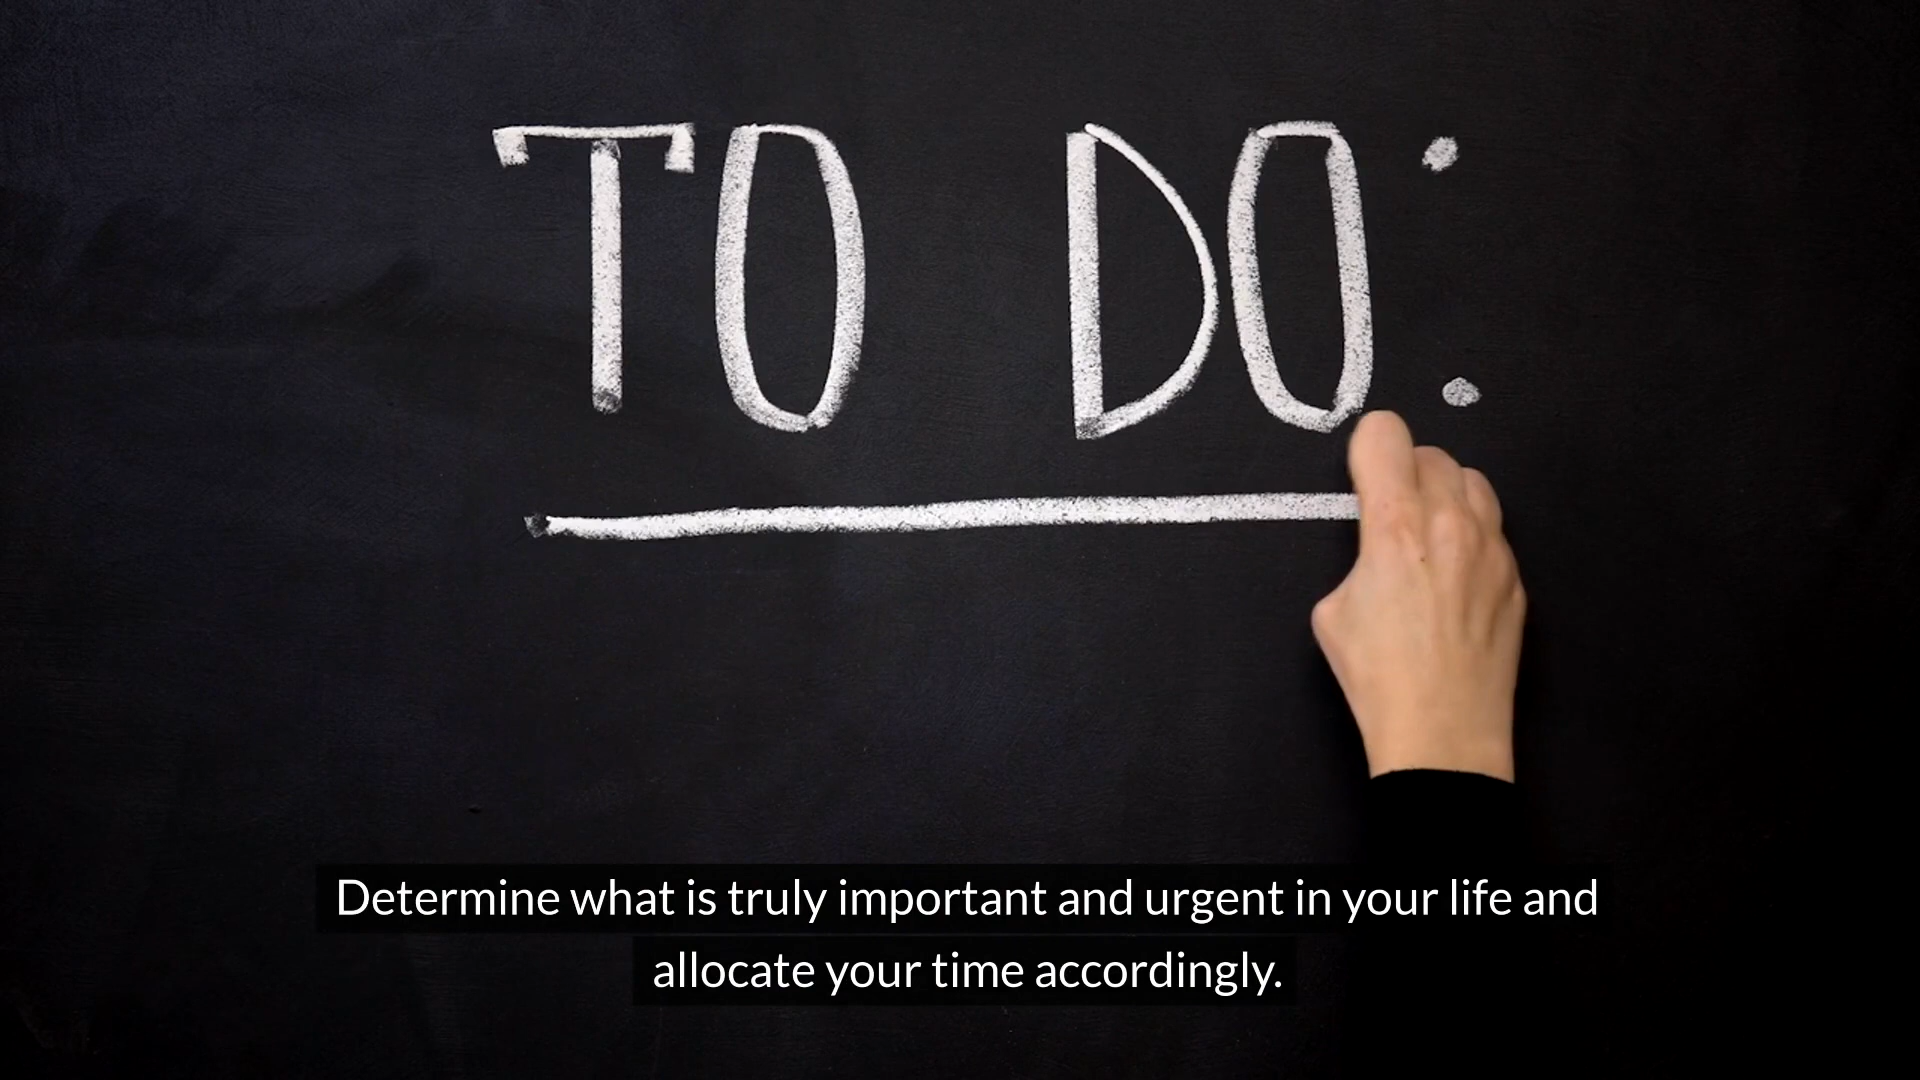 TO DO:
Determine what is truly important and urgent in your life and
allocate your time accordingly.